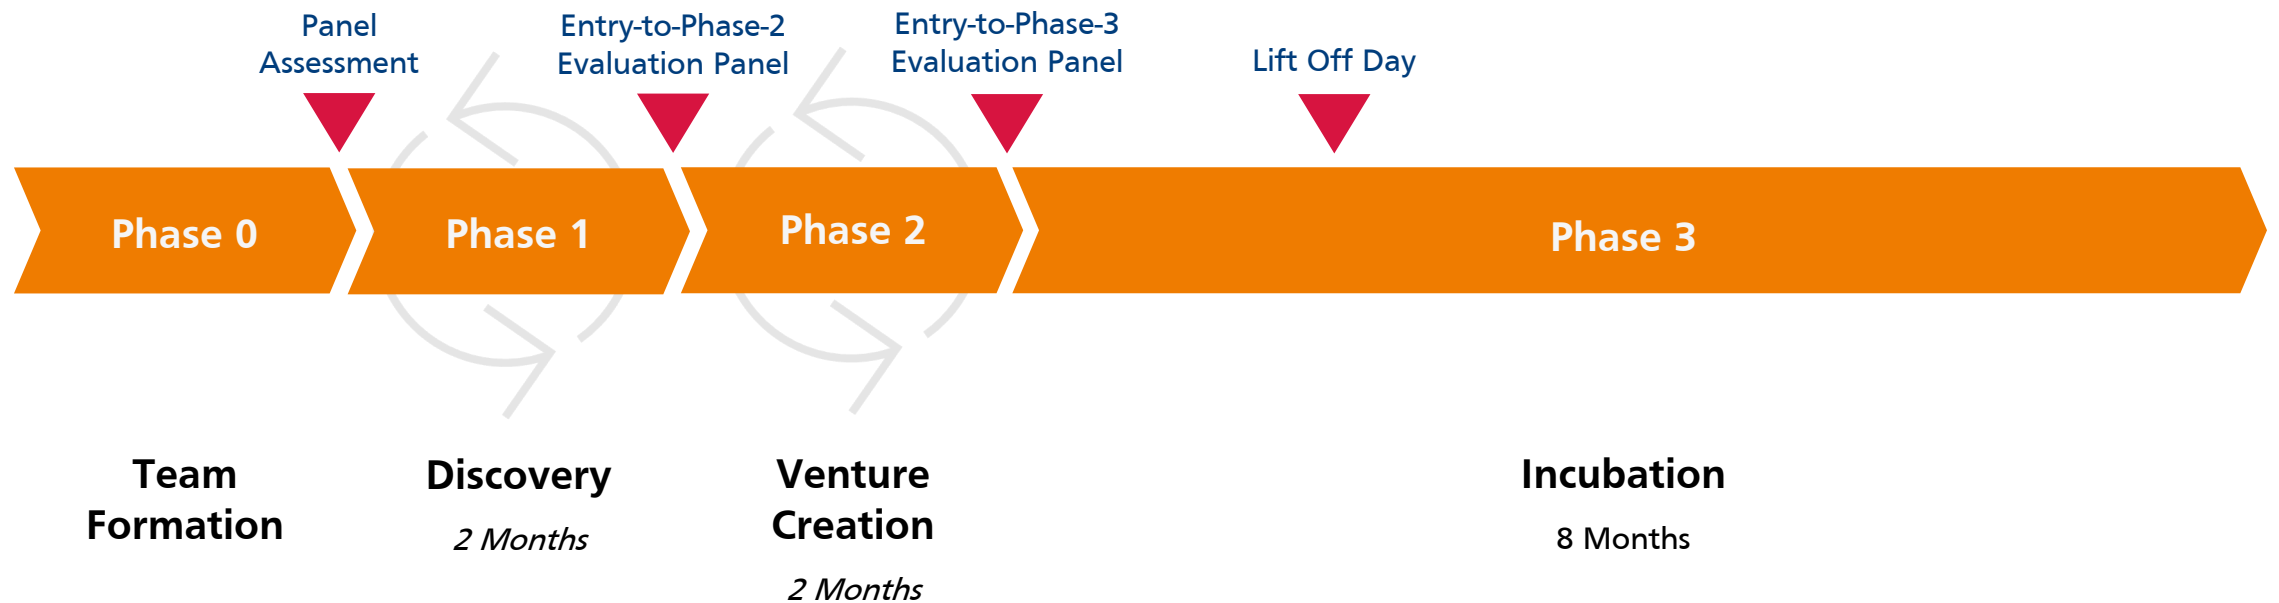 Panel
Assessment
Entry-to-Phase-2
Evaluation Panel
Entry-to-Phase-3
Evaluation Panel
Lift Off Day
Phase 0
Phase 1
Phase 2
Phase 3
Team
Formation
Discovery
2 Months
Venture
Creation
2 Months
Incubation
8 Months